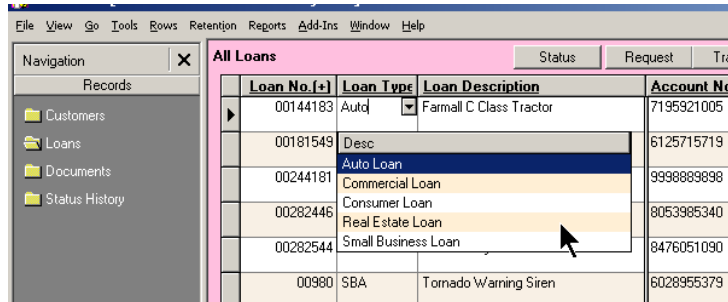 File View Go Tools Rows Retention Reports Add-Ins Window Help
Navigation X
Records
Customers
Loans
Documents
Status History
All Loans Status Request
Loan No.(+) Loan Type Loan Description Account
00144183 Auto Farmall C Class Tractor 7195921005
00181549 6125715719
00244181 9998889898
00282446 8053985340
00282544 8476051090
00980 SBA Tornado Warning Siren 6028955379
Desc
Auto Loan
Commercial Loan
Consumer Loan
Real Estate Loan
Small Business Loan